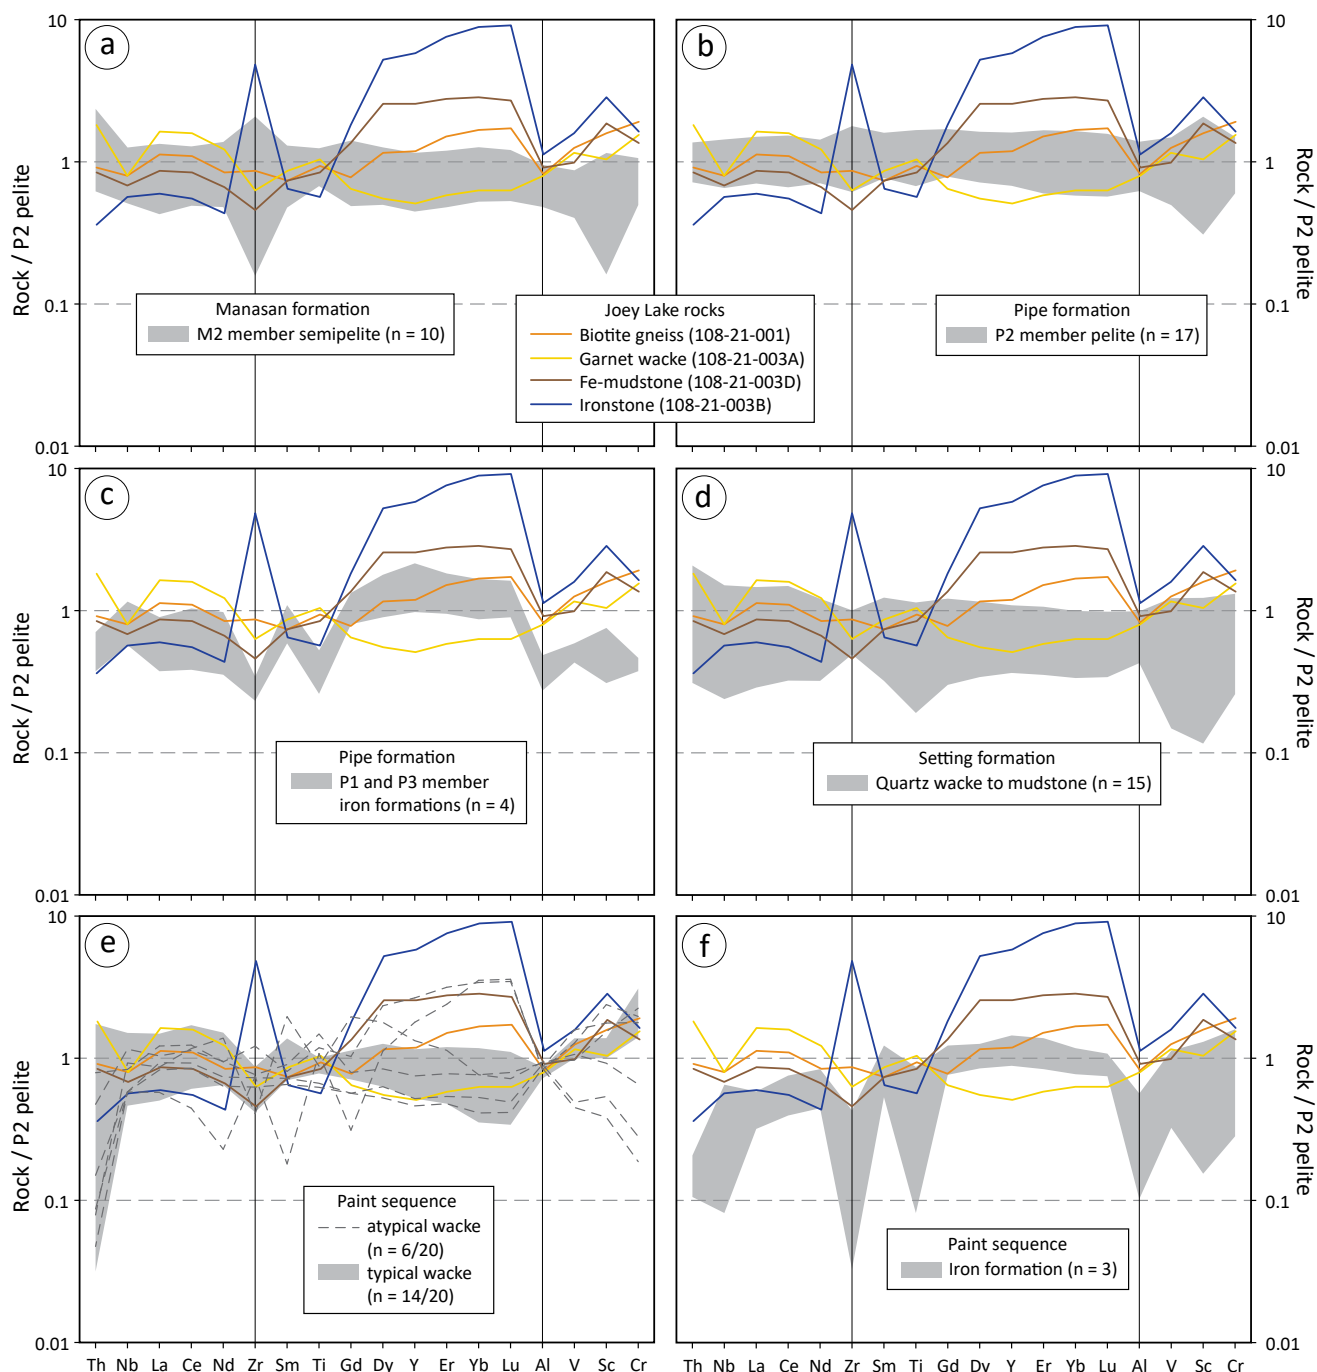 a
b
10
1
0.1
0.01
Rock / P2 pelite
10
1
0.1
0.01
Rock / P2 pelite
Manasan formation
M2 member semipelite (n = 10)
Joey Lake rocks
Biotite gneiss (108-21-001)
Garnet wacke (108-21-003A)
Fe-mudstone (108-21-003D)
Ironstone (108-21-003B)
Pipe formation
P2 member pelite (n = 17)
c
d
10
1
0.1
0.01
Rock / P2 pelite
10
1
0.1
0.01
Rock / P2 pelite
Pipe formation
P1 and P3 member
iron formations (n = 4)
Setting formation
Quartz wacke to mudstone (n = 15)
e
f
10
1
0.1
0.01
Rock / P2 pelite
10
1
0.1
0.01
Rock / P2 pelite
Paint sequence
atypical wacke
(n = 6/20)
typical wacke
(n = 14/20)
Paint sequence
Iron formation (n = 3)
Th Nb La Ce Nd Zr Sm Ti Gd Dy Y Er Yb Lu Al V Sc Cr
Th Nb La Ce Nd Zr Sm Ti Gd Dy Y Er Yb Lu Al V Sc Cr